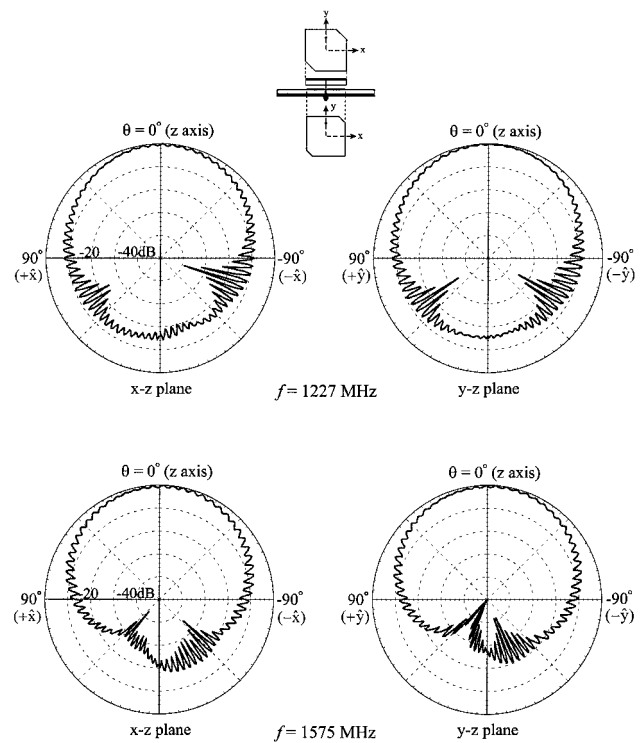 y
x
y
x
θ = 0° (z axis)
θ = 0° (z axis)
-20 -40dB
90° -90° 90° -90°
(+x̂) (−x̂) (+ŷ) (−ŷ)
x-z plane f = 1227 MHz y-z plane
θ = 0° (z axis)
θ = 0° (z axis)
-20 -40dB
90° -90° 90° -90°
(+x̂) (−x̂) (+ŷ) (−ŷ)
x-z plane f = 1575 MHz y-z plane